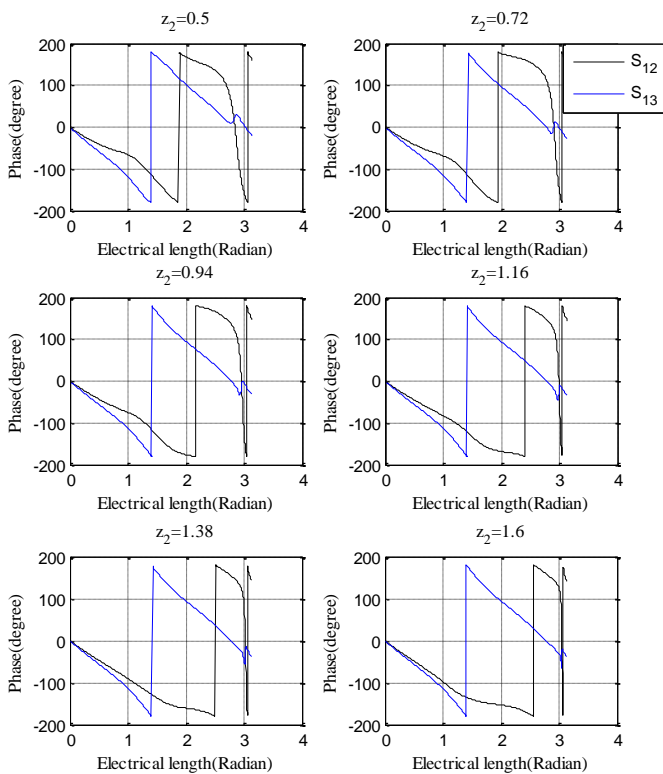 z2=0.5
z2=0.72
200
100
0
-100
-200
Phase(degree)
0 1 2 3 4
Electrical length(Radian)
200
100
0
-100
-200
Phase(degree)
0 1 2 3 4
Electrical length(Radian)
S12
S13
z2=0.94
z2=1.16
200
100
0
-100
-200
Phase(degree)
0 1 2 3 4
Electrical length(Radian)
200
100
0
-100
-200
Phase(degree)
0 1 2 3 4
Electrical length(Radian)
z2=1.38
z2=1.6
200
100
0
-100
-200
Phase(degree)
0 1 2 3 4
Electrical length(Radian)
200
100
0
-100
-200
Phase(degree)
0 1 2 3 4
Electrical length(Radian)